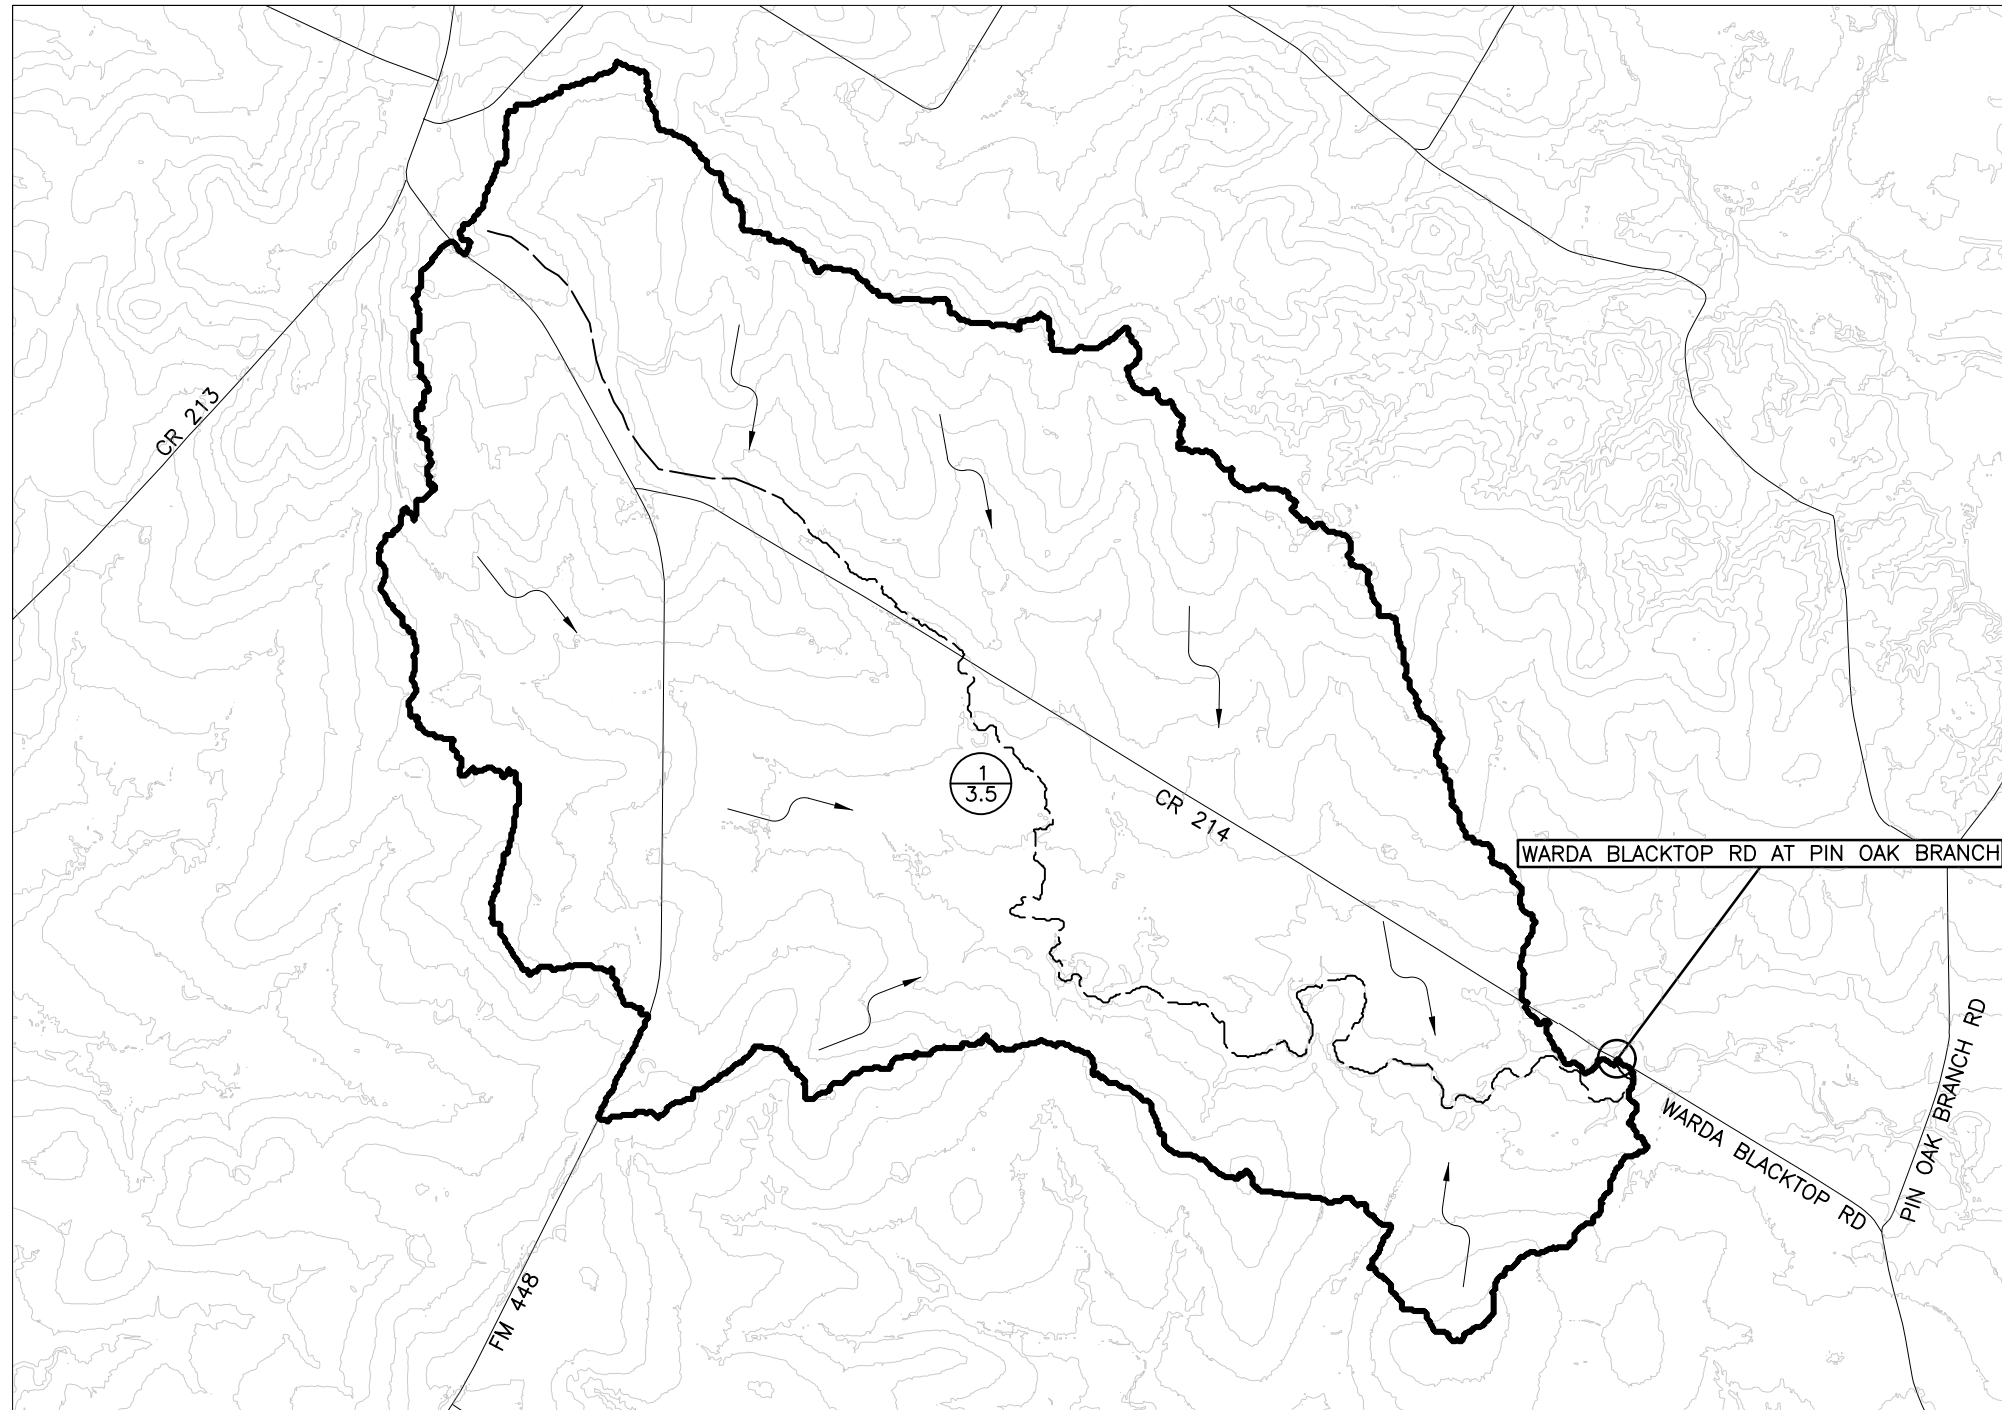 CR 213
1
3.5
CR 214
WARDA BLACKTOP RD AT PIN OAK BRANCH
PIN OAK BRANCH RD
WARDA BLACKTOP RD
FM 448